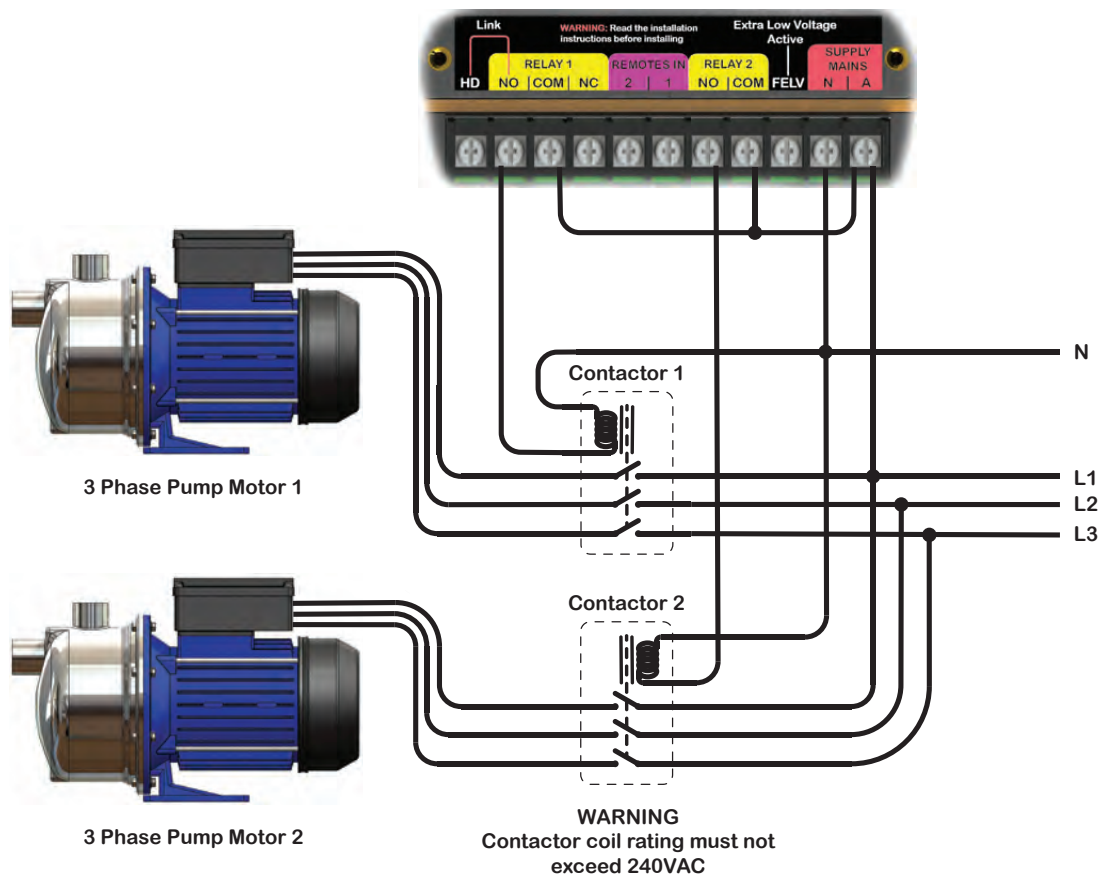 Link
WARNING: Read the installation
instructions before installing
Extra Low Voltage
Active
SUPPLY
MAINS
RELAY 1
REMOTES IN
RELAY 2
HD NO COM NC 2 1 NO COM FELV N A
N
Contactor 1
3 Phase Pump Motor 1
L1
L2
L3
Contactor 2
3 Phase Pump Motor 2
WARNING
Contactor coil rating must not
exceed 240VAC